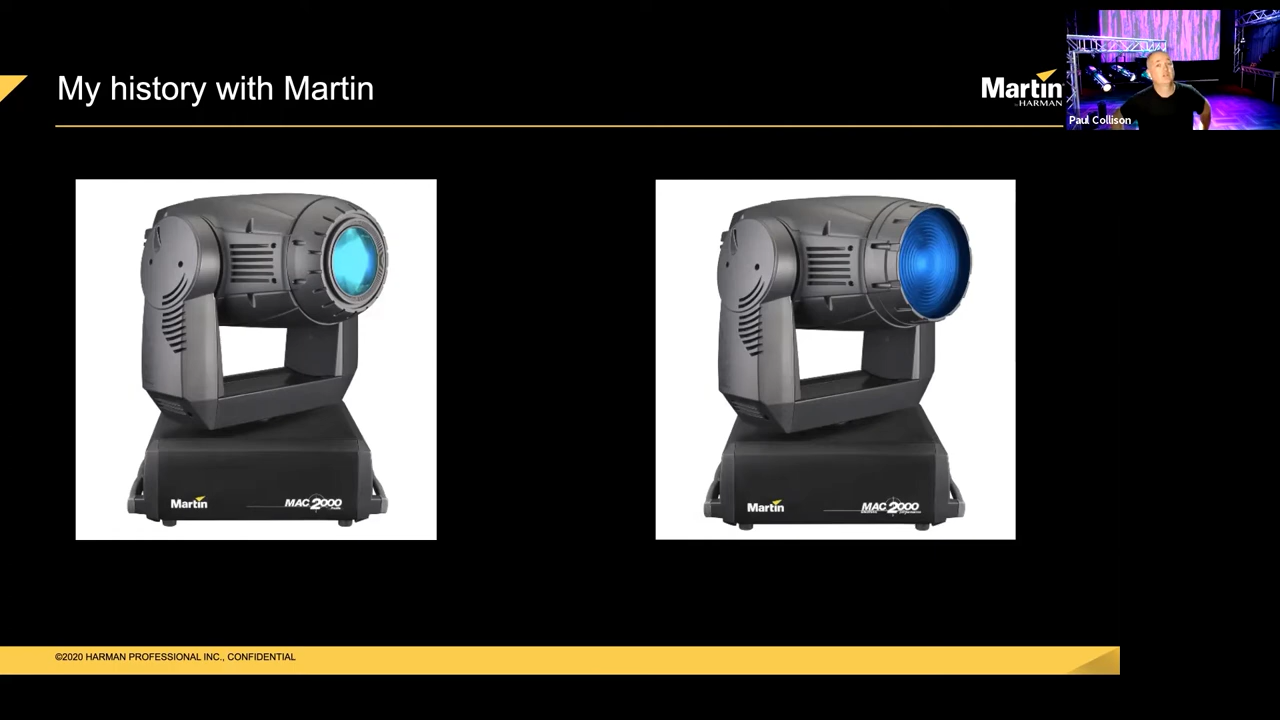 My history with Martin
Martin
by HARMAN
Paul Collison
Martin
MAC 2000
Martin
MAC 2000
©2020 HARMAN PROFESSIONAL INC., CONFIDENTIAL